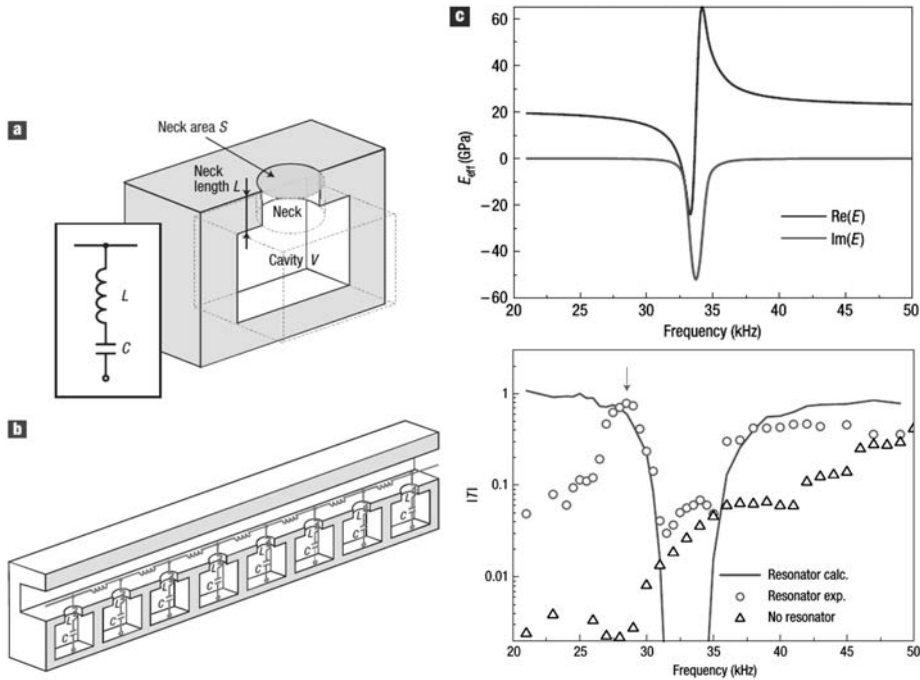 a
Neck area S
Neck
length L
Neck
Cavity V
L
C
b
L
C
L
C
L
C
L
C
L
C
L
C
L
C
L
C
c
60
40
20
0
−20
−40
−60
E_eff (GPa)
Re(E)
Im(E)
20 25 30 35 40 45 50
Frequency (kHz)
1
0.1
0.01
|T|
Resonator calc.
Resonator exp.
No resonator
20 25 30 35 40 45 50
Frequency (kHz)